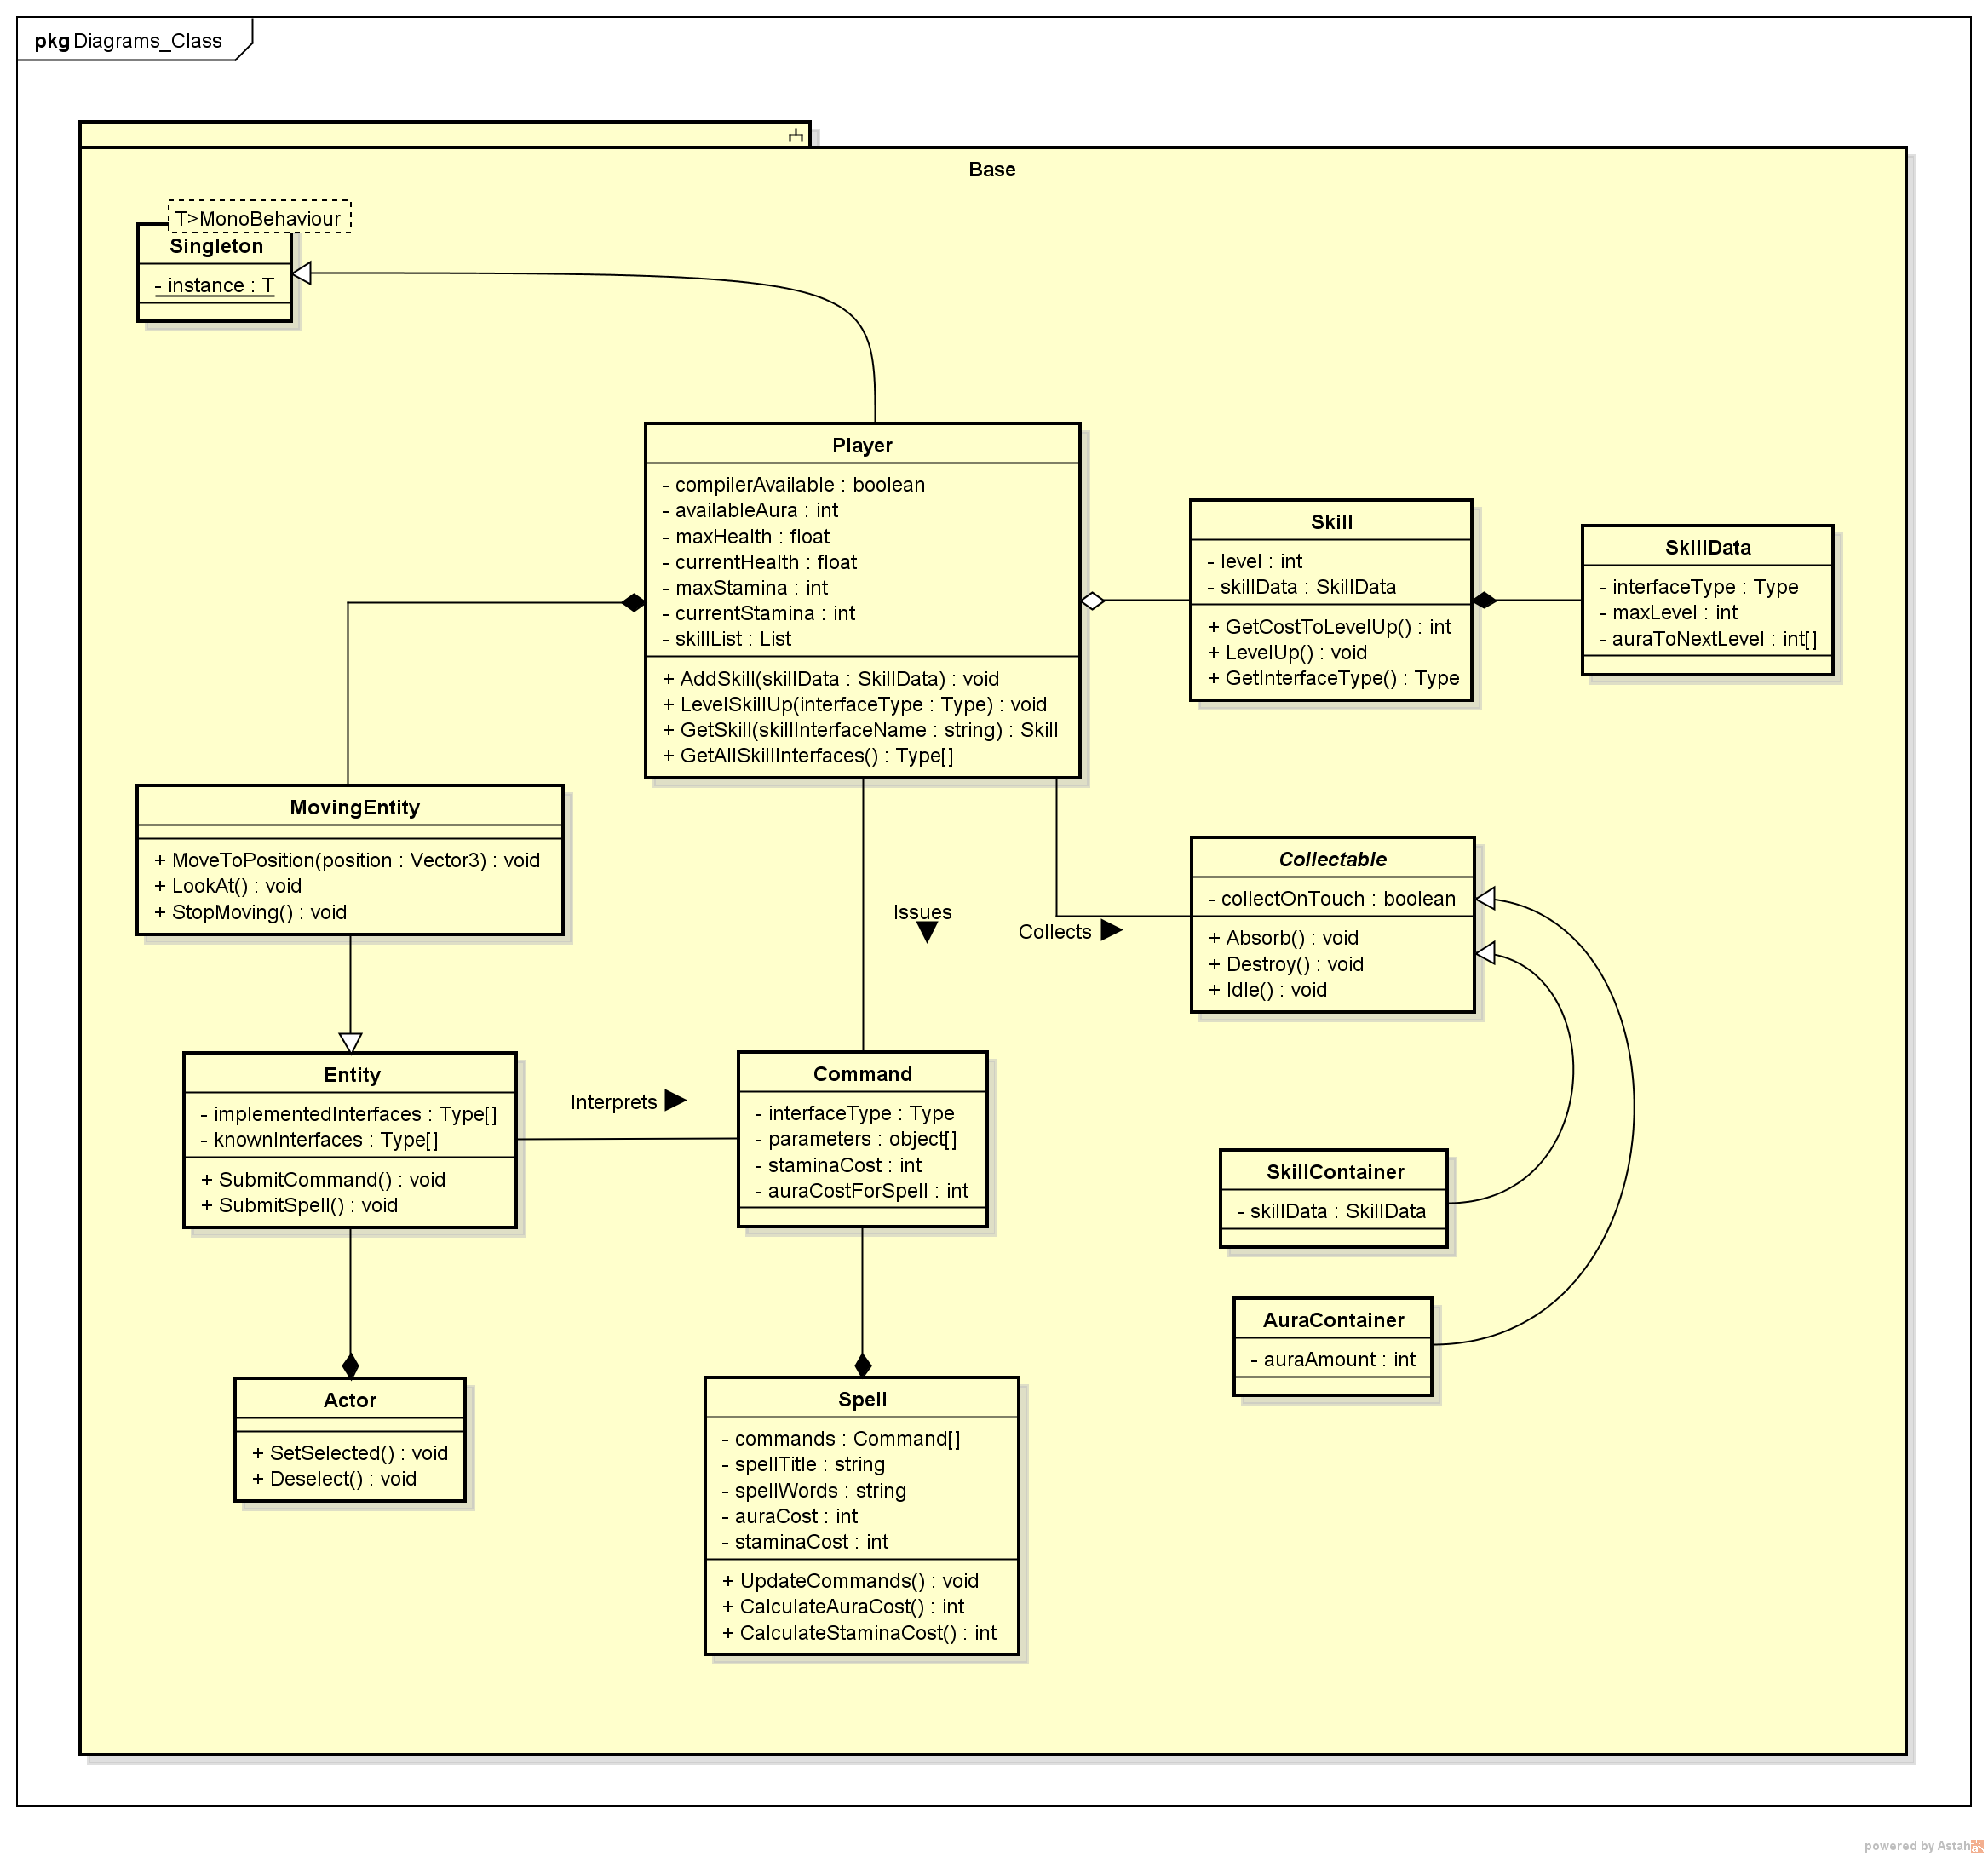 pkg Diagrams_Class
Base
T>MonoBehaviour
Singleton
- instance : T
Player
- compilerAvailable : boolean
- availableAura : int
- maxHealth : float
- currentHealth : float
- maxStamina : int
- currentStamina : int
- skillList : List
+ AddSkill(skillData : SkillData) : void
+ LevelSkillUp(interfaceType : Type) : void
+ GetSkill(skillInterfaceName : string) : Skill
+ GetAllSkillInterfaces() : Type[]
Skill
- level : int
- skillData : SkillData
+ GetCostToLevelUp() : int
+ LevelUp() : void
+ GetInterfaceType() : Type
SkillData
- interfaceType : Type
- maxLevel : int
- auraToNextLevel : int[]
MovingEntity
+ MoveToPosition(position : Vector3) : void
+ LookAt() : void
+ StopMoving() : void
Issues
Collects
Collectable
- collectOnTouch : boolean
+ Absorb() : void
+ Destroy() : void
+ Idle() : void
Entity
- implementedInterfaces : Type[]
- knownInterfaces : Type[]
+ SubmitCommand() : void
+ SubmitSpell() : void
Interprets
Command
- interfaceType : Type
- parameters : object[]
- staminaCost : int
- auraCostForSpell : int
SkillContainer
- skillData : SkillData
AuraContainer
- auraAmount : int
Actor
+ SetSelected() : void
+ Deselect() : void
Spell
- commands : Command[]
- spellTitle : string
- spellWords : string
- auraCost : int
- staminaCost : int
+ UpdateCommands() : void
+ CalculateAuraCost() : int
+ CalculateStaminaCost() : int
powered by Astah